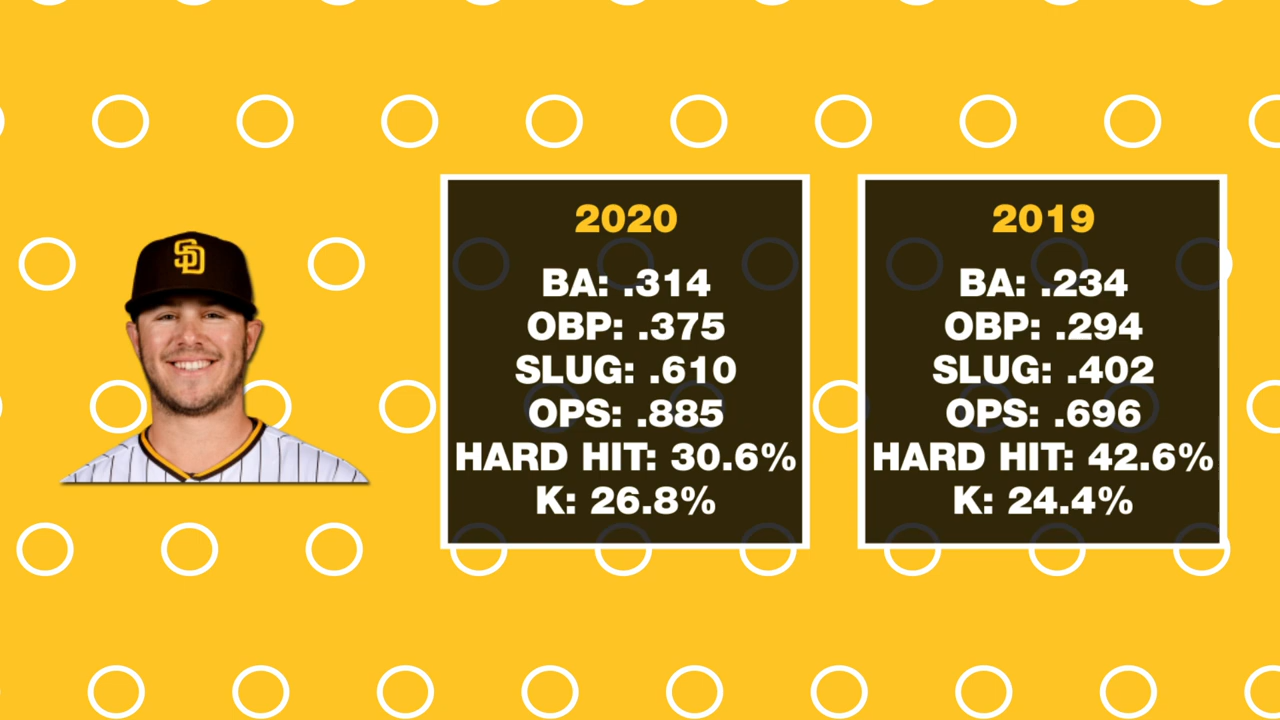 SD
2020
BA: .314
OBP: .375
SLUG: .610
OPS: .885
HARD HIT: 30.6%
K: 26.8%
2019
BA: .234
OBP: .294
SLUG: .402
OPS: .696
HARD HIT: 42.6%
K: 24.4%